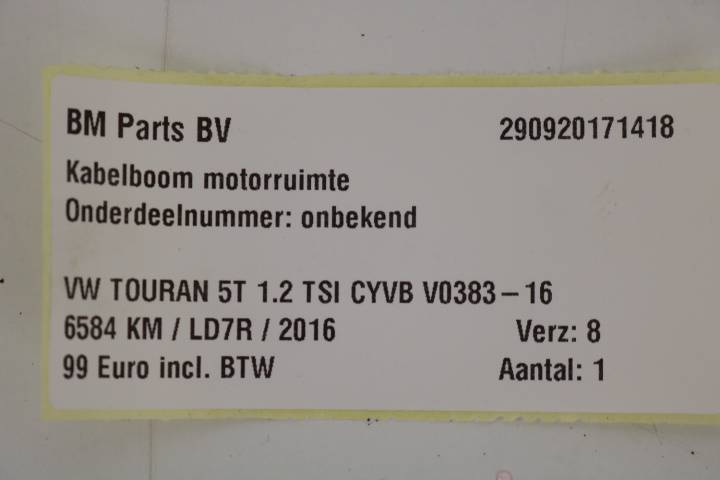 BM Parts BV 290920171418
Kabelboom motorruimte
Onderdeelnummer: onbekend
VW TOURAN 5T 1.2 TSI CYVB V0383-16
6584 KM / LD7R / 2016 Verz: 8
99 Euro incl. BTW Aantal: 1